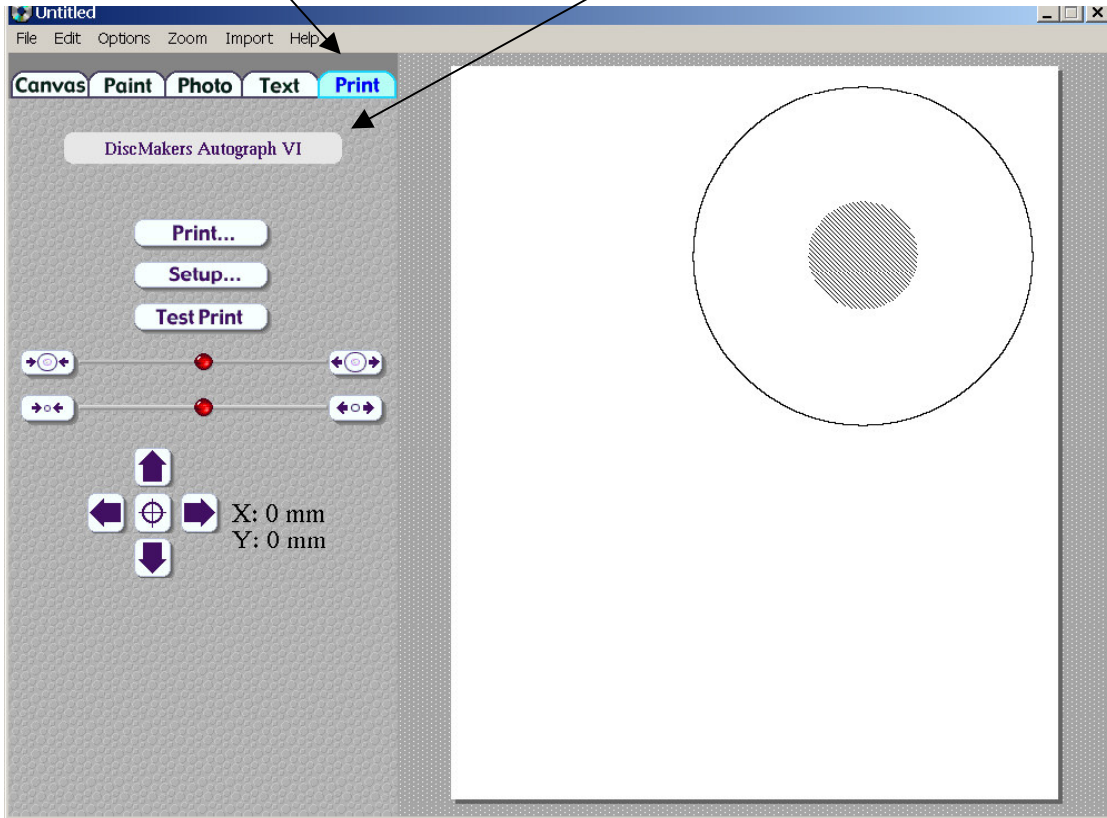 Untitled
File Edit Options Zoom Import Help
Canvas Paint Photo Text Print
DiscMakers Autograph VI
Print...
Setup...
Test Print
X: 0 mm
Y: 0 mm